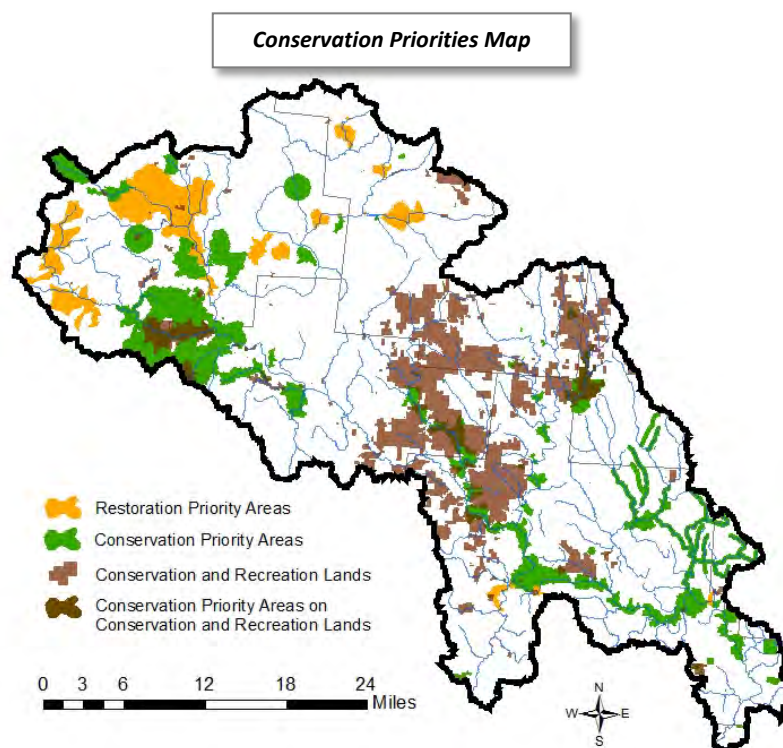 Conservation Priorities Map
Restoration Priority Areas
Conservation Priority Areas
Conservation and Recreation Lands
Conservation Priority Areas on
Conservation and Recreation Lands
0 3 6 12 18 24
Miles
N
W E
S